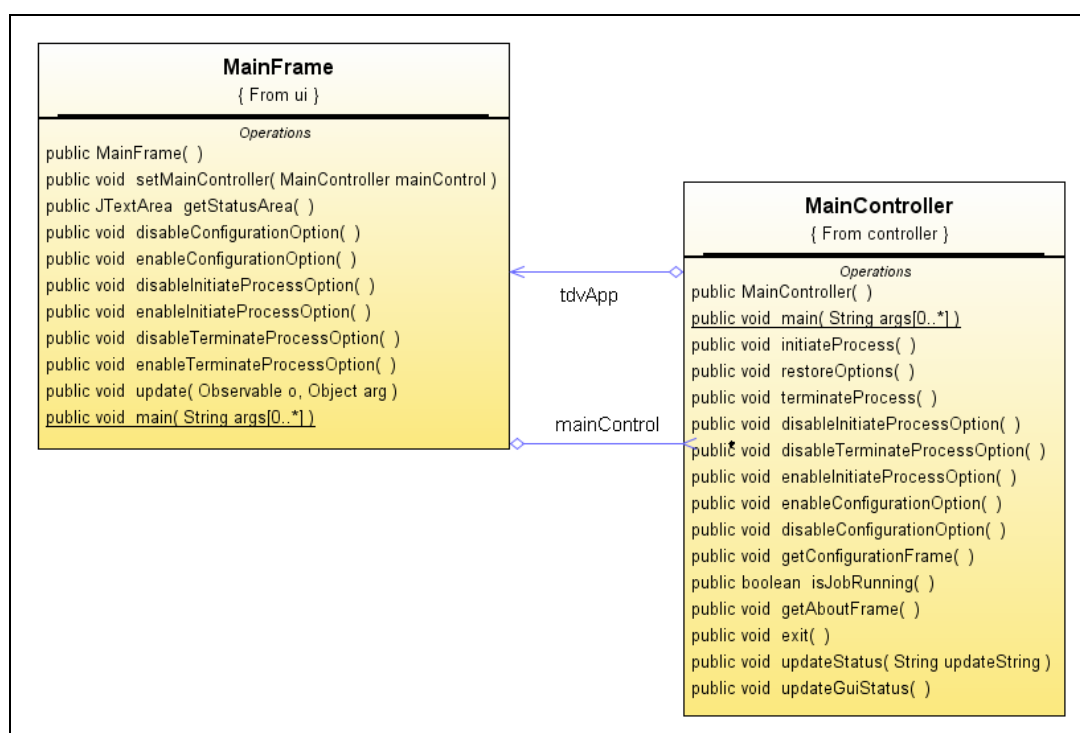 MainFrame
{ From ui }
Operations
public MainFrame( )
public void setMainController( MainController mainControl )
public JTextArea getStatusArea( )
public void disableConfigurationOption( )
public void enableConfigurationOption( )
public void disableInitiateProcessOption( )
public void enableInitiateProcessOption( )
public void disableTerminateProcessOption( )
public void enableTerminateProcessOption( )
public void update( Observable o, Object arg )
public void main( String args[0..*] )
tdvApp
mainControl
*
MainController
{ From controller }
Operations
public MainController( )
public void main( String args[0..*] )
public void initiateProcess( )
public void restoreOptions( )
public void terminateProcess( )
public void disableInitiateProcessOption( )
public void disableTerminateProcessOption( )
public void enableInitiateProcessOption( )
public void enableConfigurationOption( )
public void disableConfigurationOption( )
public void getConfigurationFrame( )
public boolean isJobRunning( )
public void getAboutFrame( )
public void exit( )
public void updateStatus( String updateString )
public void updateGuiStatus( )